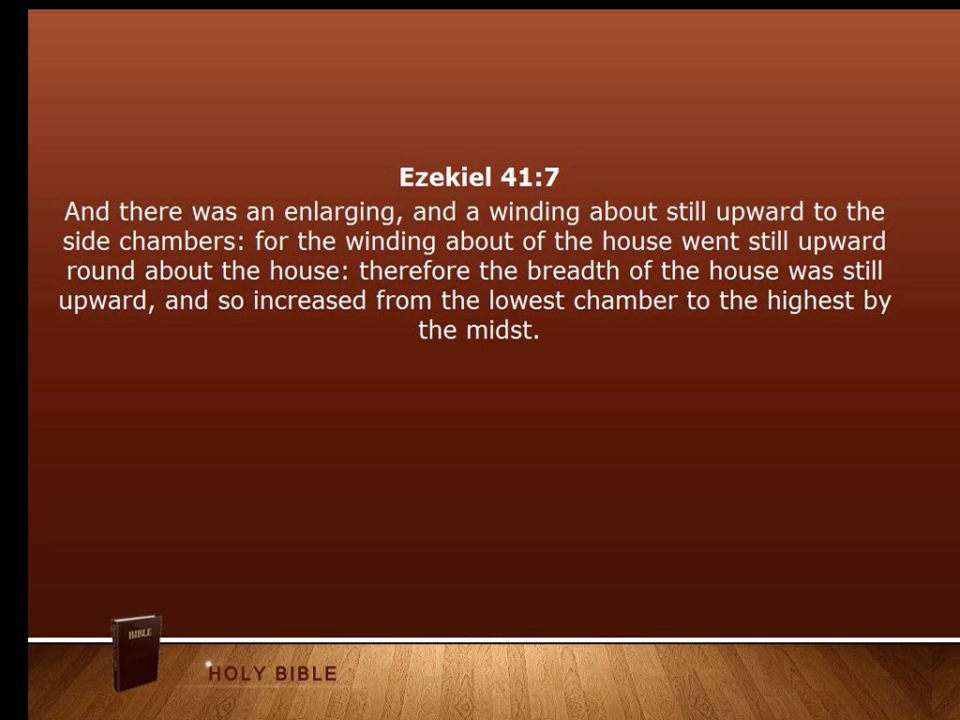 Ezekiel 41:7
And there was an enlarging, and a winding about still upward to the
side chambers: for the winding about of the house went still upward
round about the house: therefore the breadth of the house was still
upward, and so increased from the lowest chamber to the highest by
the midst.
BIBLE
HOLY BIBLE